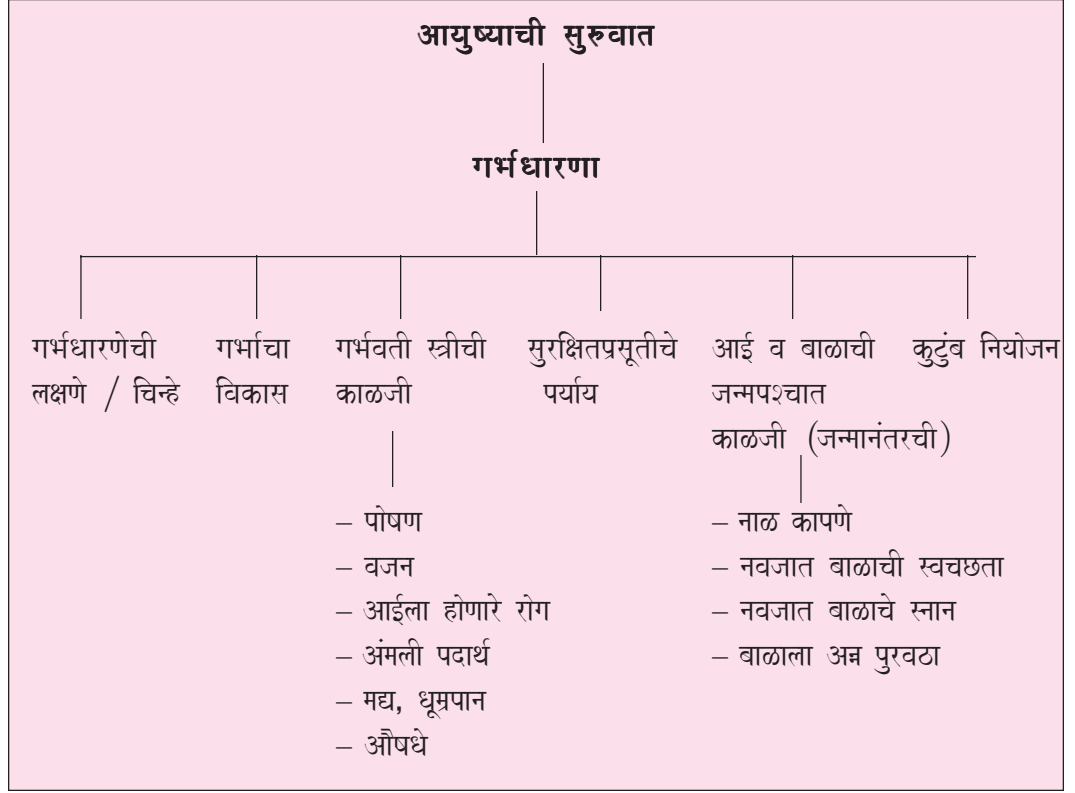 आयुष्याची सुरुवात
गर्भधारणा
गर्भधारणेची
लक्षणे / चिन्हे
गर्भाचा
विकास
गर्भवती स्त्रीची
काळजी
– पोषण
– वजन
– आईला होणारे रोग
– अंमली पदार्थ
– मद्य, धूम्रपान
– औषधे
सुरक्षितप्रसूतीचे
पर्याय
आई व बाळाची
जन्मपश्चात
काळजी (जन्मानंतरची)
– नाळ कापणे
– नवजात बाळाची स्वचछता
– नवजात बाळाचे स्नान
– बाळाला अन्न पुरवठा
कुटुंब नियोजन